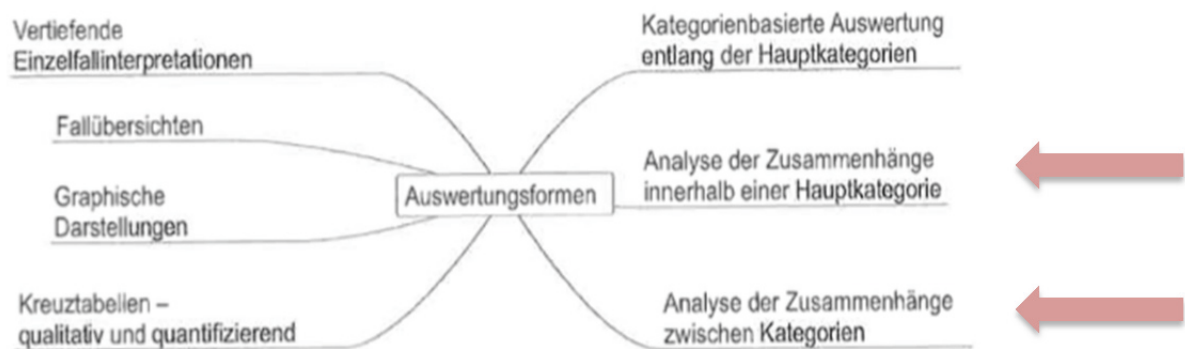 Vertiefende
Einzelfallinterpretationen
Fallübersichten
Graphische
Darstellungen
Kreuztabellen –
qualitativ und quantifizierend
Auswertungsformen
Kategorienbasierte Auswertung
entlang der Hauptkategorien
Analyse der Zusammenhänge
innerhalb einer Hauptkategorie
Analyse der Zusammenhänge
zwischen Kategorien